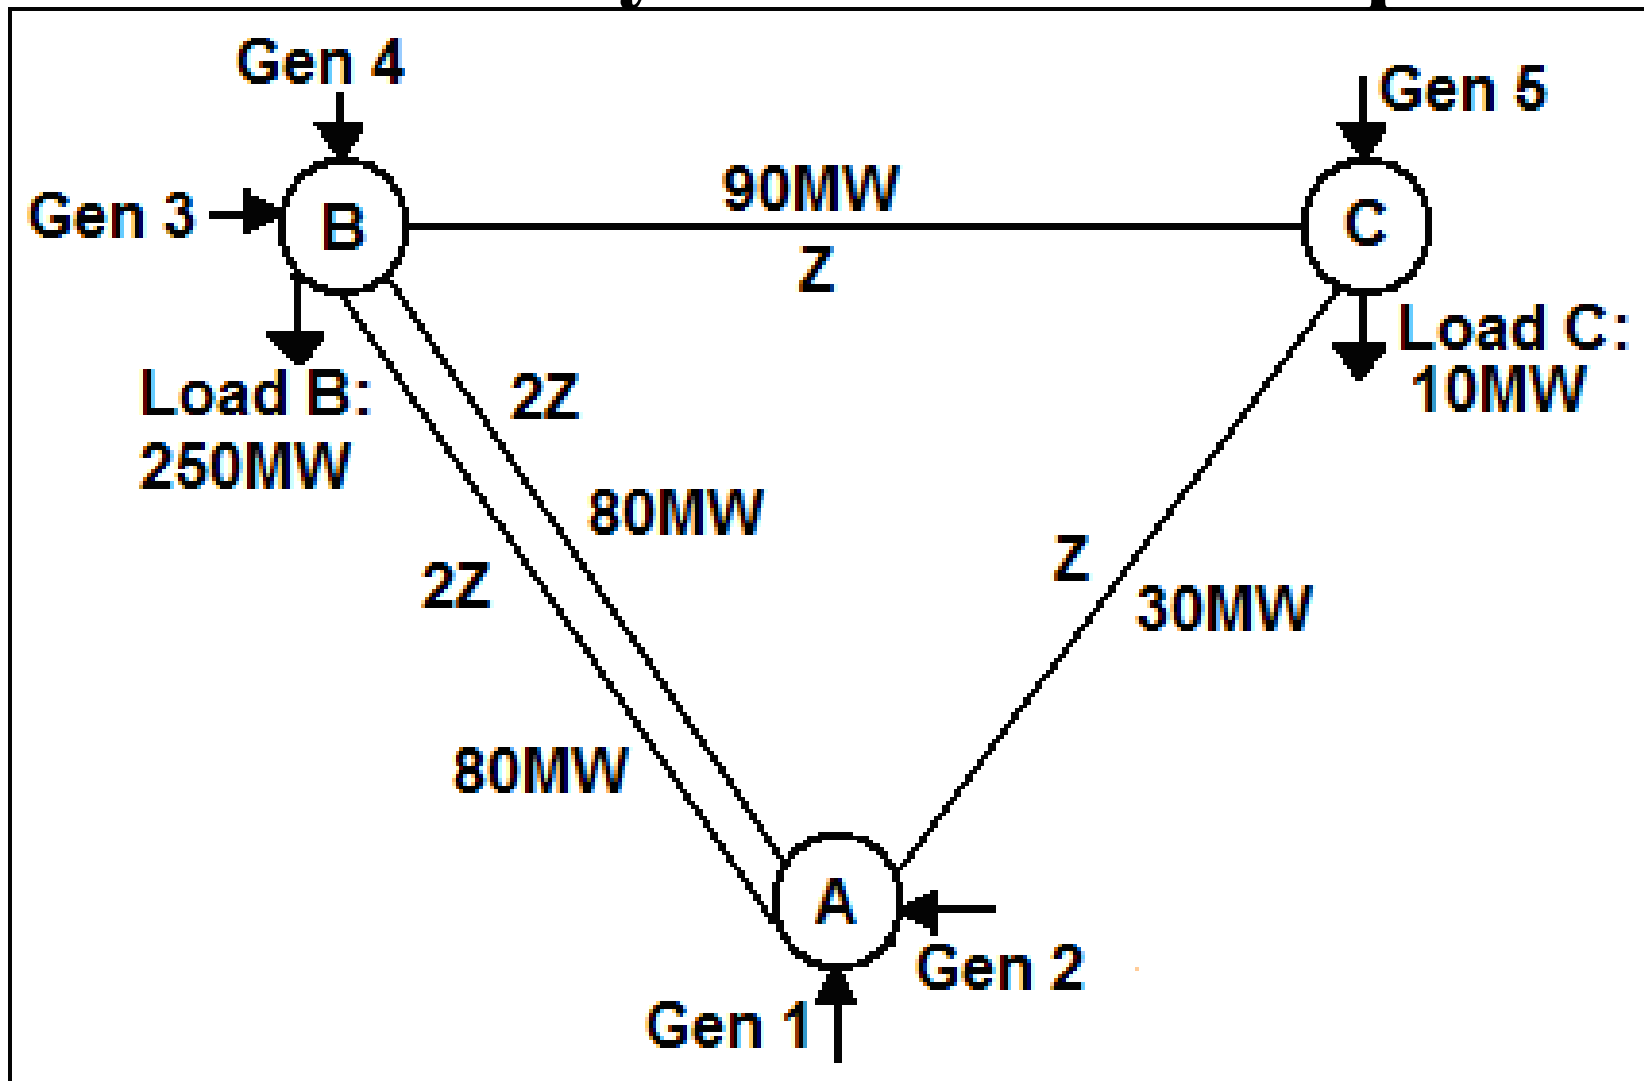 Gen 4
Gen 5
90MW
Gen 3
B
C
Z
Load C:
10MW
Load B:
250MW
2Z
80MW
Z
2Z
30MW
80MW
A
Gen 2
Gen 1